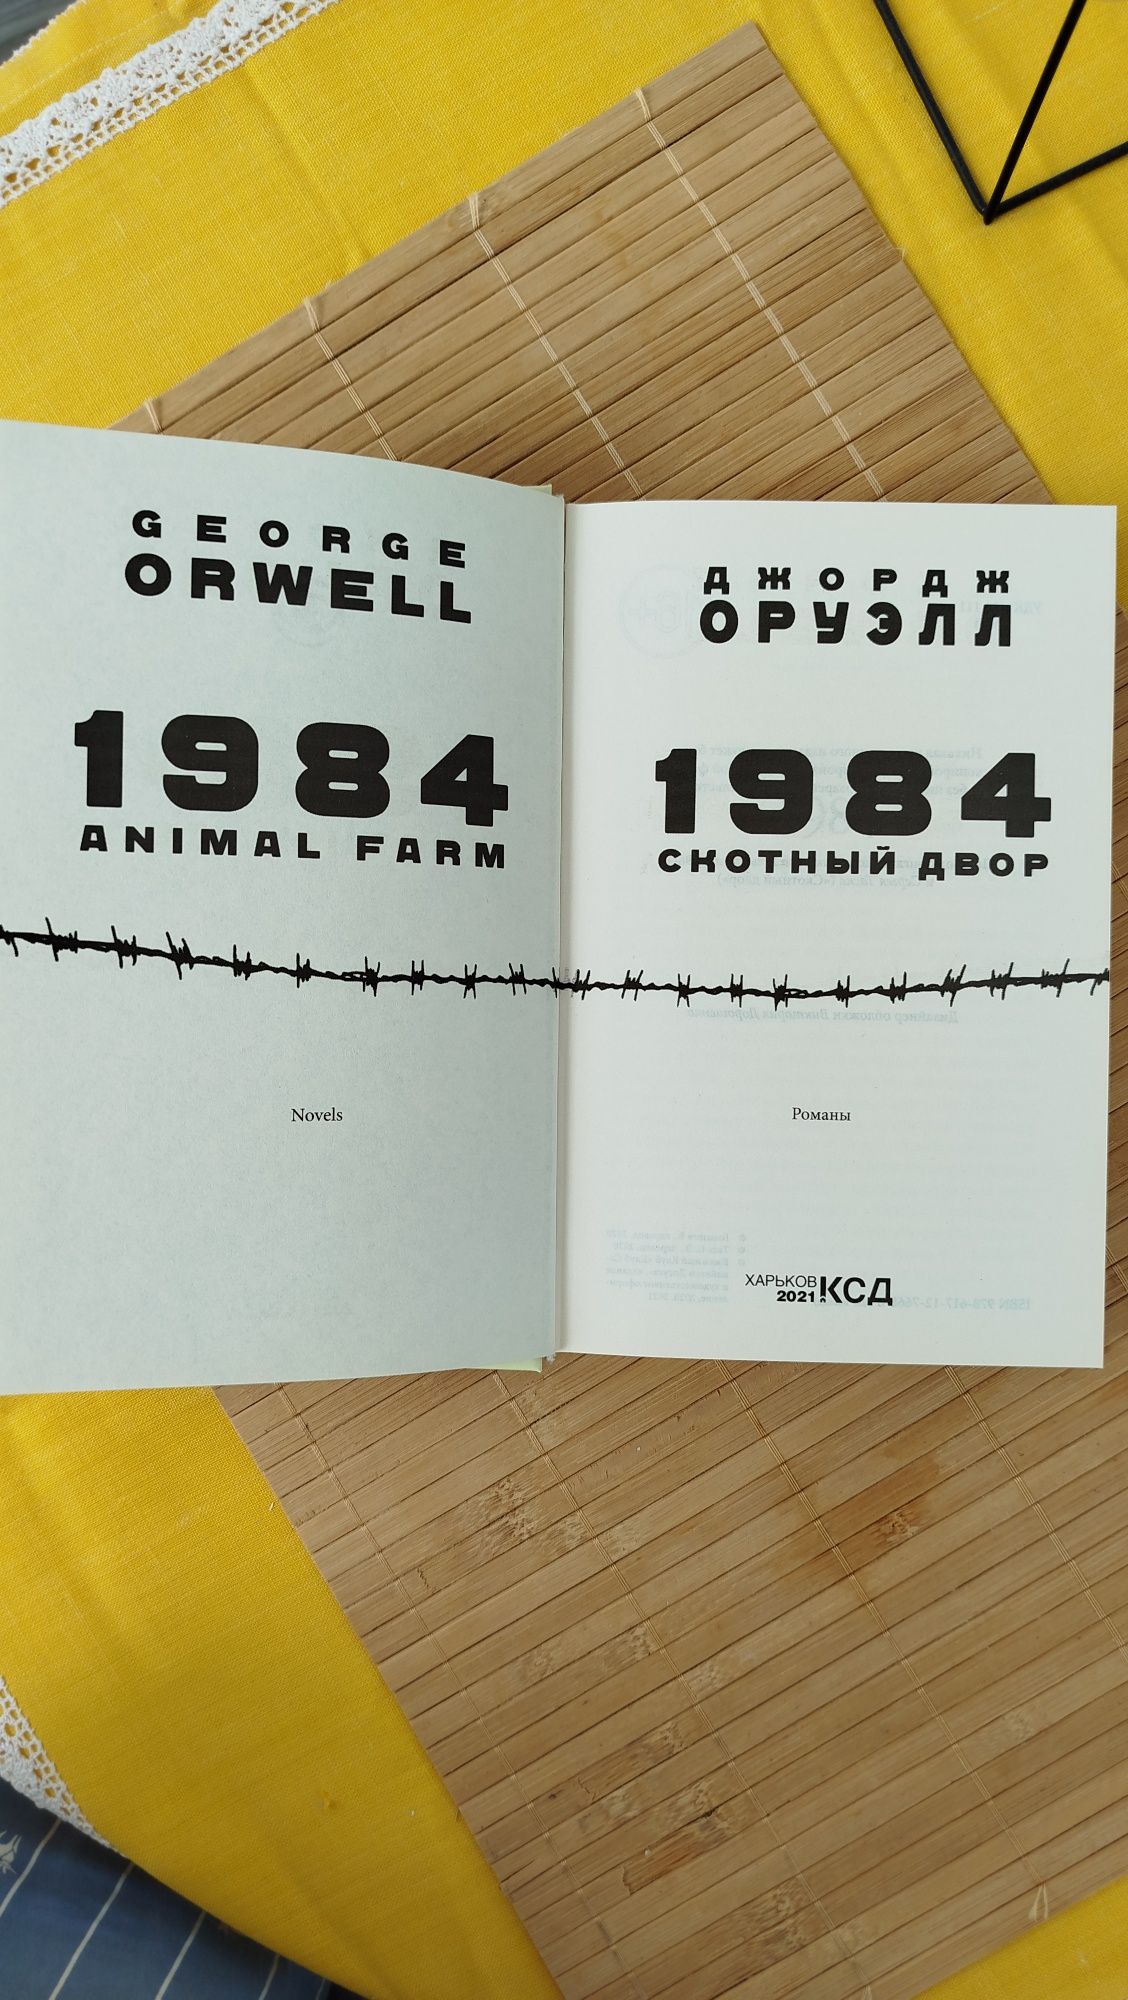 GEORGE
ORWELL
1984
ANIMAL FARM
Novels
ДЖОРДЖ
ОРУЭЛЛ
1984
СКОТНЫЙ ДВОР
Романы
ХАРЬКОВ КСД
2021